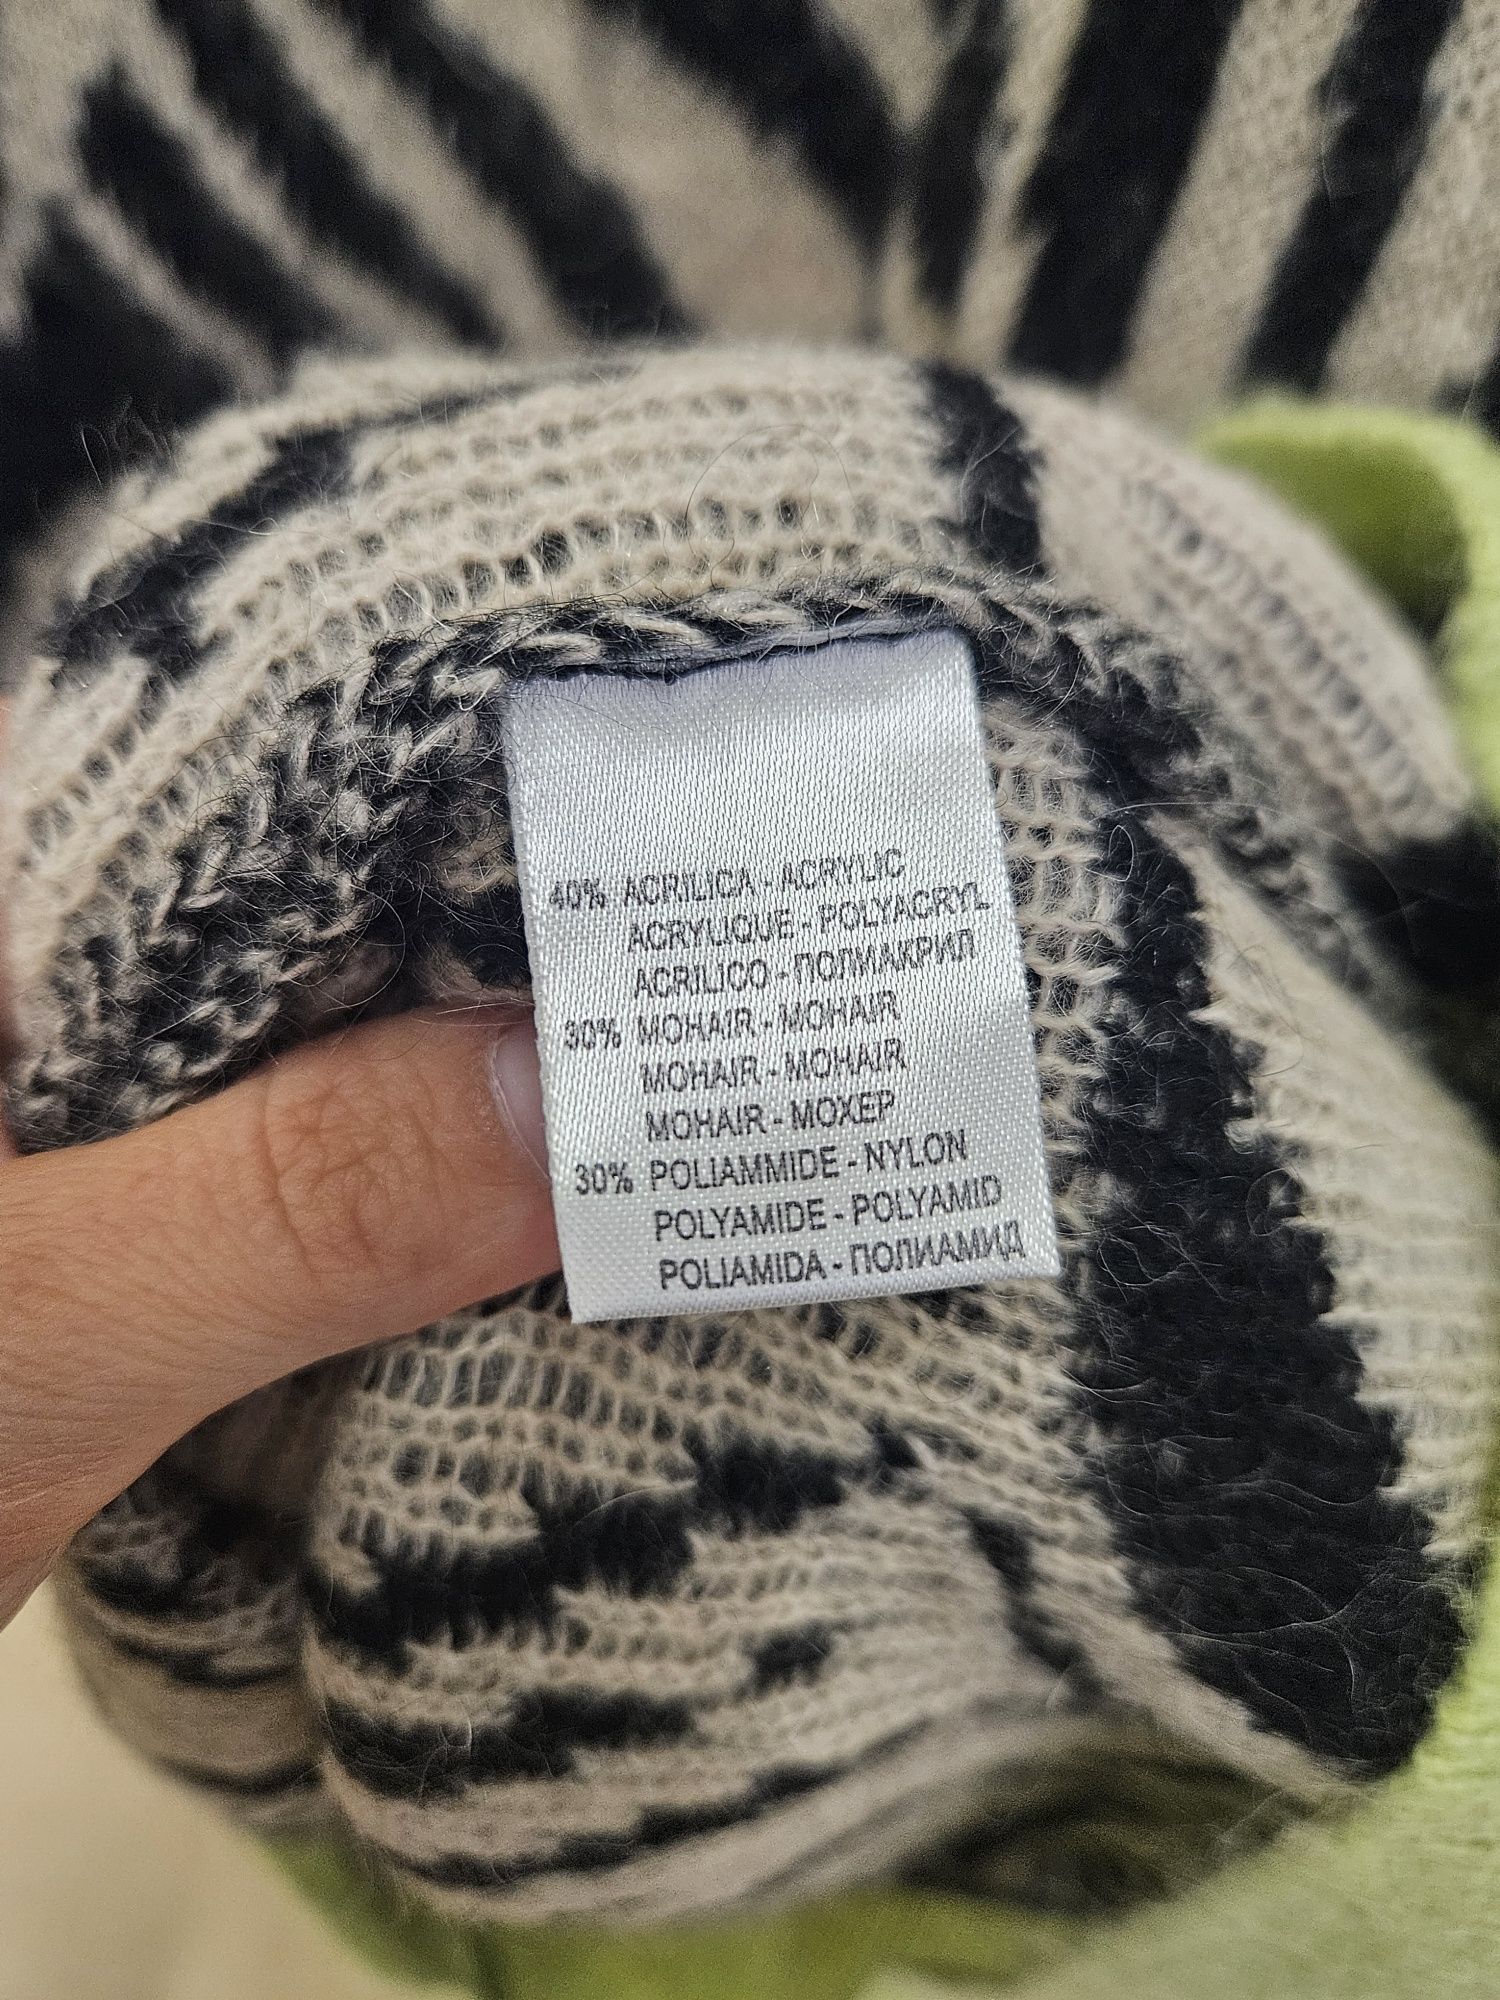 40% ACRILICA - ACRYLIC
ACRYLIQUE - POLYACRYL
ACRILICO - ПОЛИАКРИЛ
30% MOHAIR - MOHAIR
MOHAIR - MOHAIR
MOHAIR - МОХЕР
30% POLIAMMIDE - NYLON
POLYAMIDE - POLYAMID
POLIAMIDA - ПОЛИАМИД